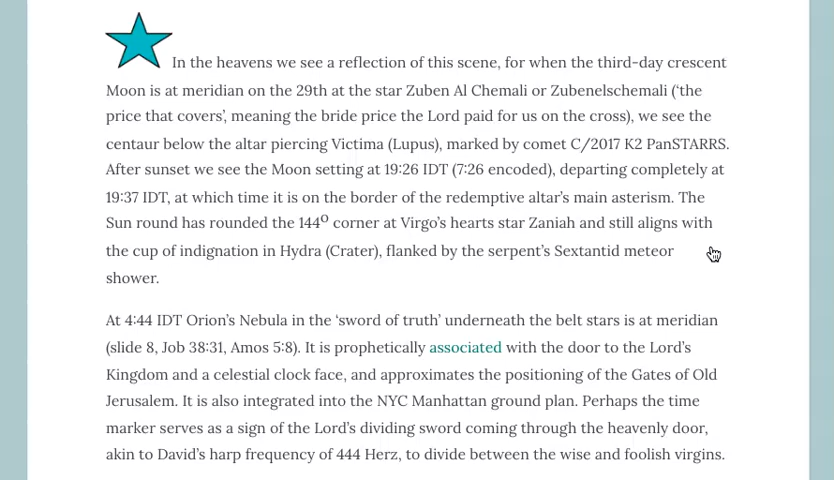 In the heavens we see a reflection of this scene, for when the third-day crescent
Moon is at meridian on the 29th at the star Zuben Al Chemali or Zubenelschemali (‘the
price that covers’, meaning the bride price the Lord paid for us on the cross), we see the
centaur below the altar piercing Victima (Lupus), marked by comet C/2017 K2 PanSTARRS.
After sunset we see the Moon setting at 19:26 IDT (7:26 encoded), departing completely at
19:37 IDT, at which time it is on the border of the redemptive altar’s main asterism. The
Sun round has rounded the 144º corner at Virgo’s hearts star Zaniah and still aligns with
the cup of indignation in Hydra (Crater), flanked by the serpent’s Sextantid meteor
shower.
At 4:44 IDT Orion’s Nebula in the ‘sword of truth’ underneath the belt stars is at meridian
(slide 8, Job 38:31, Amos 5:8). It is prophetically associated with the door to the Lord’s
Kingdom and a celestial clock face, and approximates the positioning of the Gates of Old
Jerusalem. It is also integrated into the NYC Manhattan ground plan. Perhaps the time
marker serves as a sign of the Lord’s dividing sword coming through the heavenly door,
akin to David’s harp frequency of 444 Herz, to divide between the wise and foolish virgins.